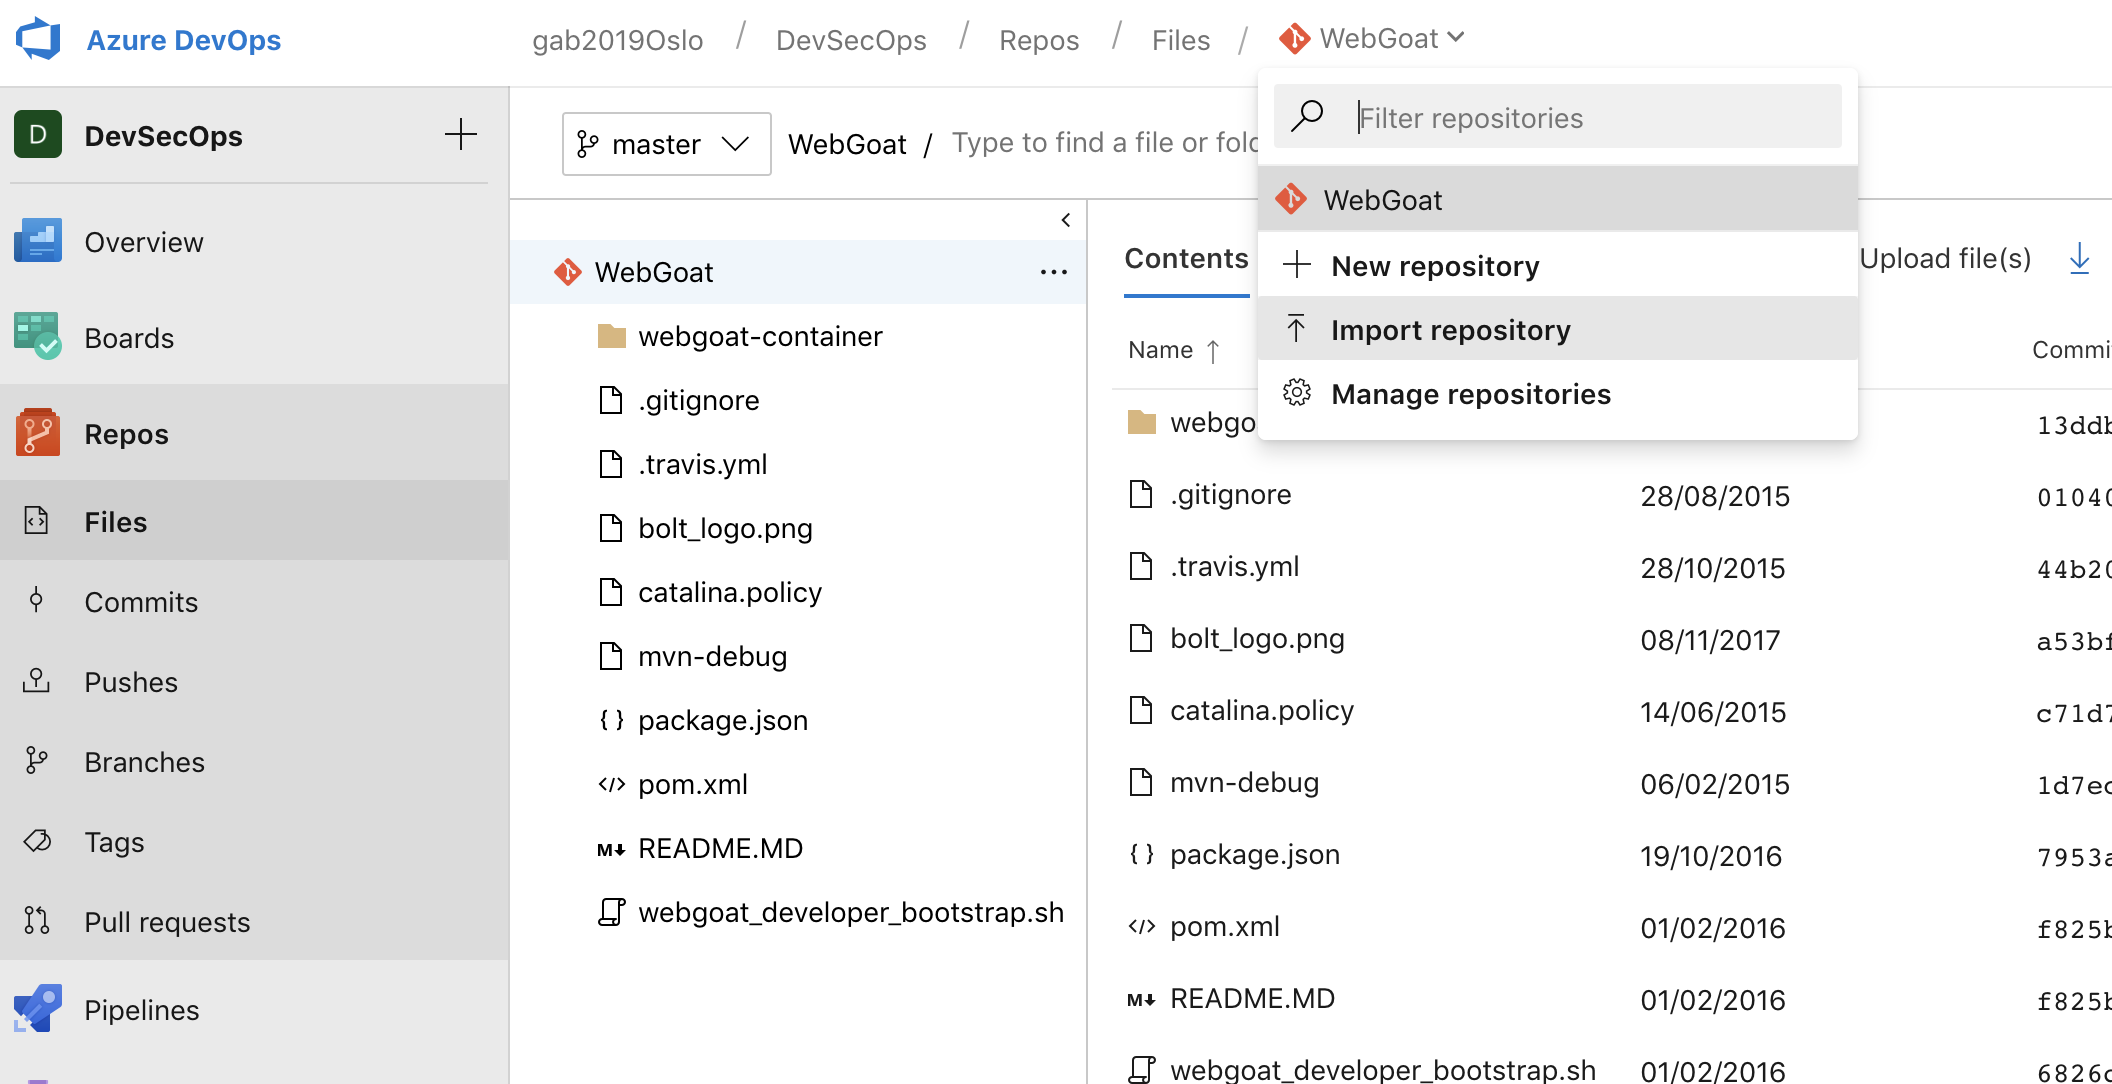 Azure DevOps
gab2019Oslo / DevSecOps / Repos / Files / WebGoat
D DevSecOps
Overview
Boards
Repos
Files
Commits
Pushes
Branches
Tags
Pull requests
Pipelines
master WebGoat / Type to find a file or fol
WebGoat
webgoat-container
.gitignore
.travis.yml
bolt_logo.png
catalina.policy
mvn-debug
package.json
pom.xml
README.MD
webgoat_developer_bootstrap.sh
Filter repositories
WebGoat
New repository
Import repository
Manage repositories
Contents Upload file(s)
Name ↑ Commi
webgo 13ddb
.gitignore 28/08/2015 01040
.travis.yml 28/10/2015 44b20
bolt_logo.png 08/11/2017 a53bf
catalina.policy 14/06/2015 c71d7
mvn-debug 06/02/2015 1d7ec
package.json 19/10/2016 7953a
pom.xml 01/02/2016 f825b
README.MD 01/02/2016 f825b
webgoat_developer_bootstrap.sh 01/02/2016 6826c